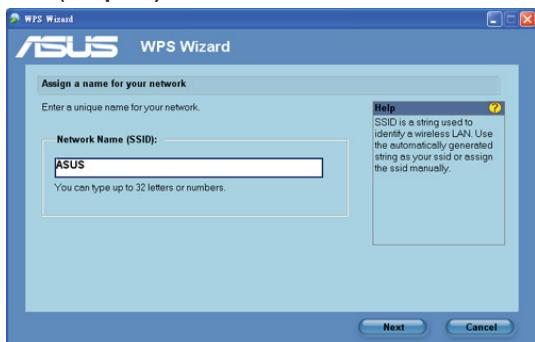 WPS Wizard
ASUS WPS Wizard
Assign a name for your network
Enter a unique name for your network.
Network Name (SSID):
ASUS
You can type up to 32 letters or numbers.
Help
SSID is a string used to
identify a wireless LAN. Use
the automatically generated
string as your ssid or assign
the ssid manually.
Next Cancel